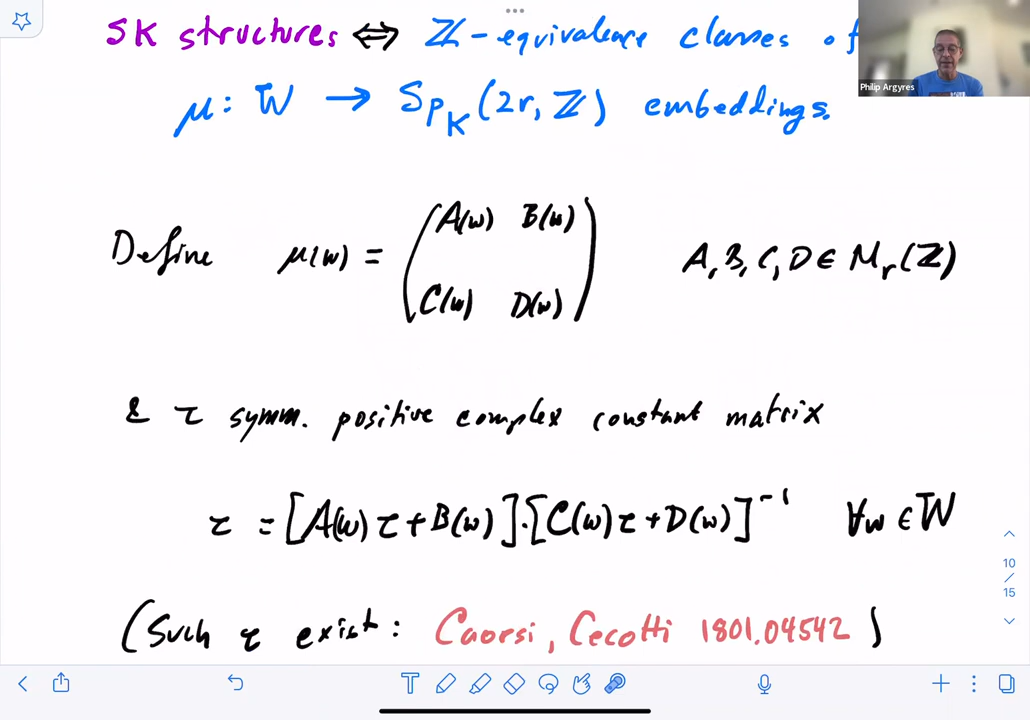 SK structures ⟺ ℤ-equivalence classes of
Philip Argyres
μ: W → Sp_K(2r, ℤ) embeddings.
Define μ(w) = ( A(w) B(w) ; C(w) D(w) ) A, B, C, D ∈ M_r(ℤ)
& τ symm. positive complex constant matrix
τ = [A(w)τ + B(w)]·[C(w)τ + D(w)]^{-1} ∀w ∈ W
(Such τ exist: Caorsi, Cecotti 1801.04542)
10
/
15
T